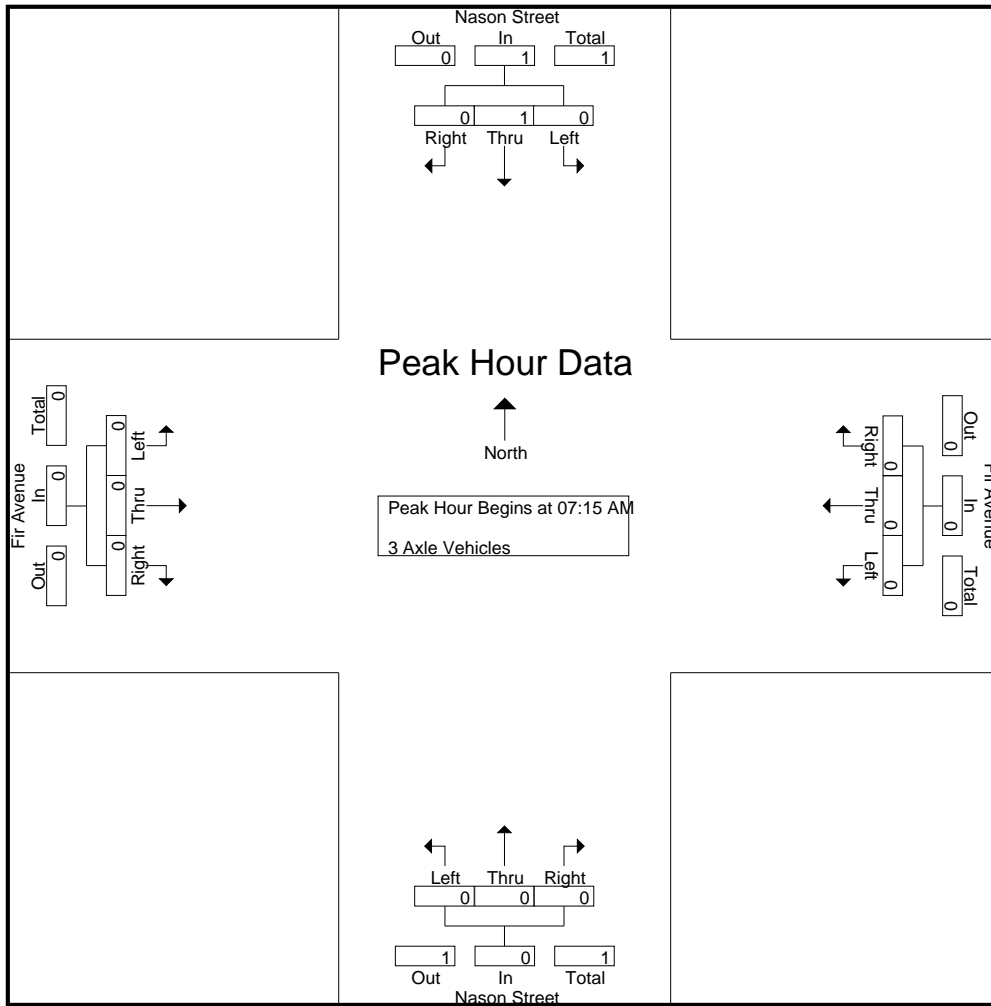 Nason Street
Out In Total
0 1 1
0 1 0
Right Thru Left
Peak Hour Data
North
Peak Hour Begins at 07:15 AM
3 Axle Vehicles
Fir Avenue
Total In Out
0 0 0
0 0 0
Left Thru Right
Fir Avenue
Out In Total
0 0 0
0 0 0
Right Thru Left
Left Thru Right
0 0 0
1 0 1
Out In Total
Nason Street